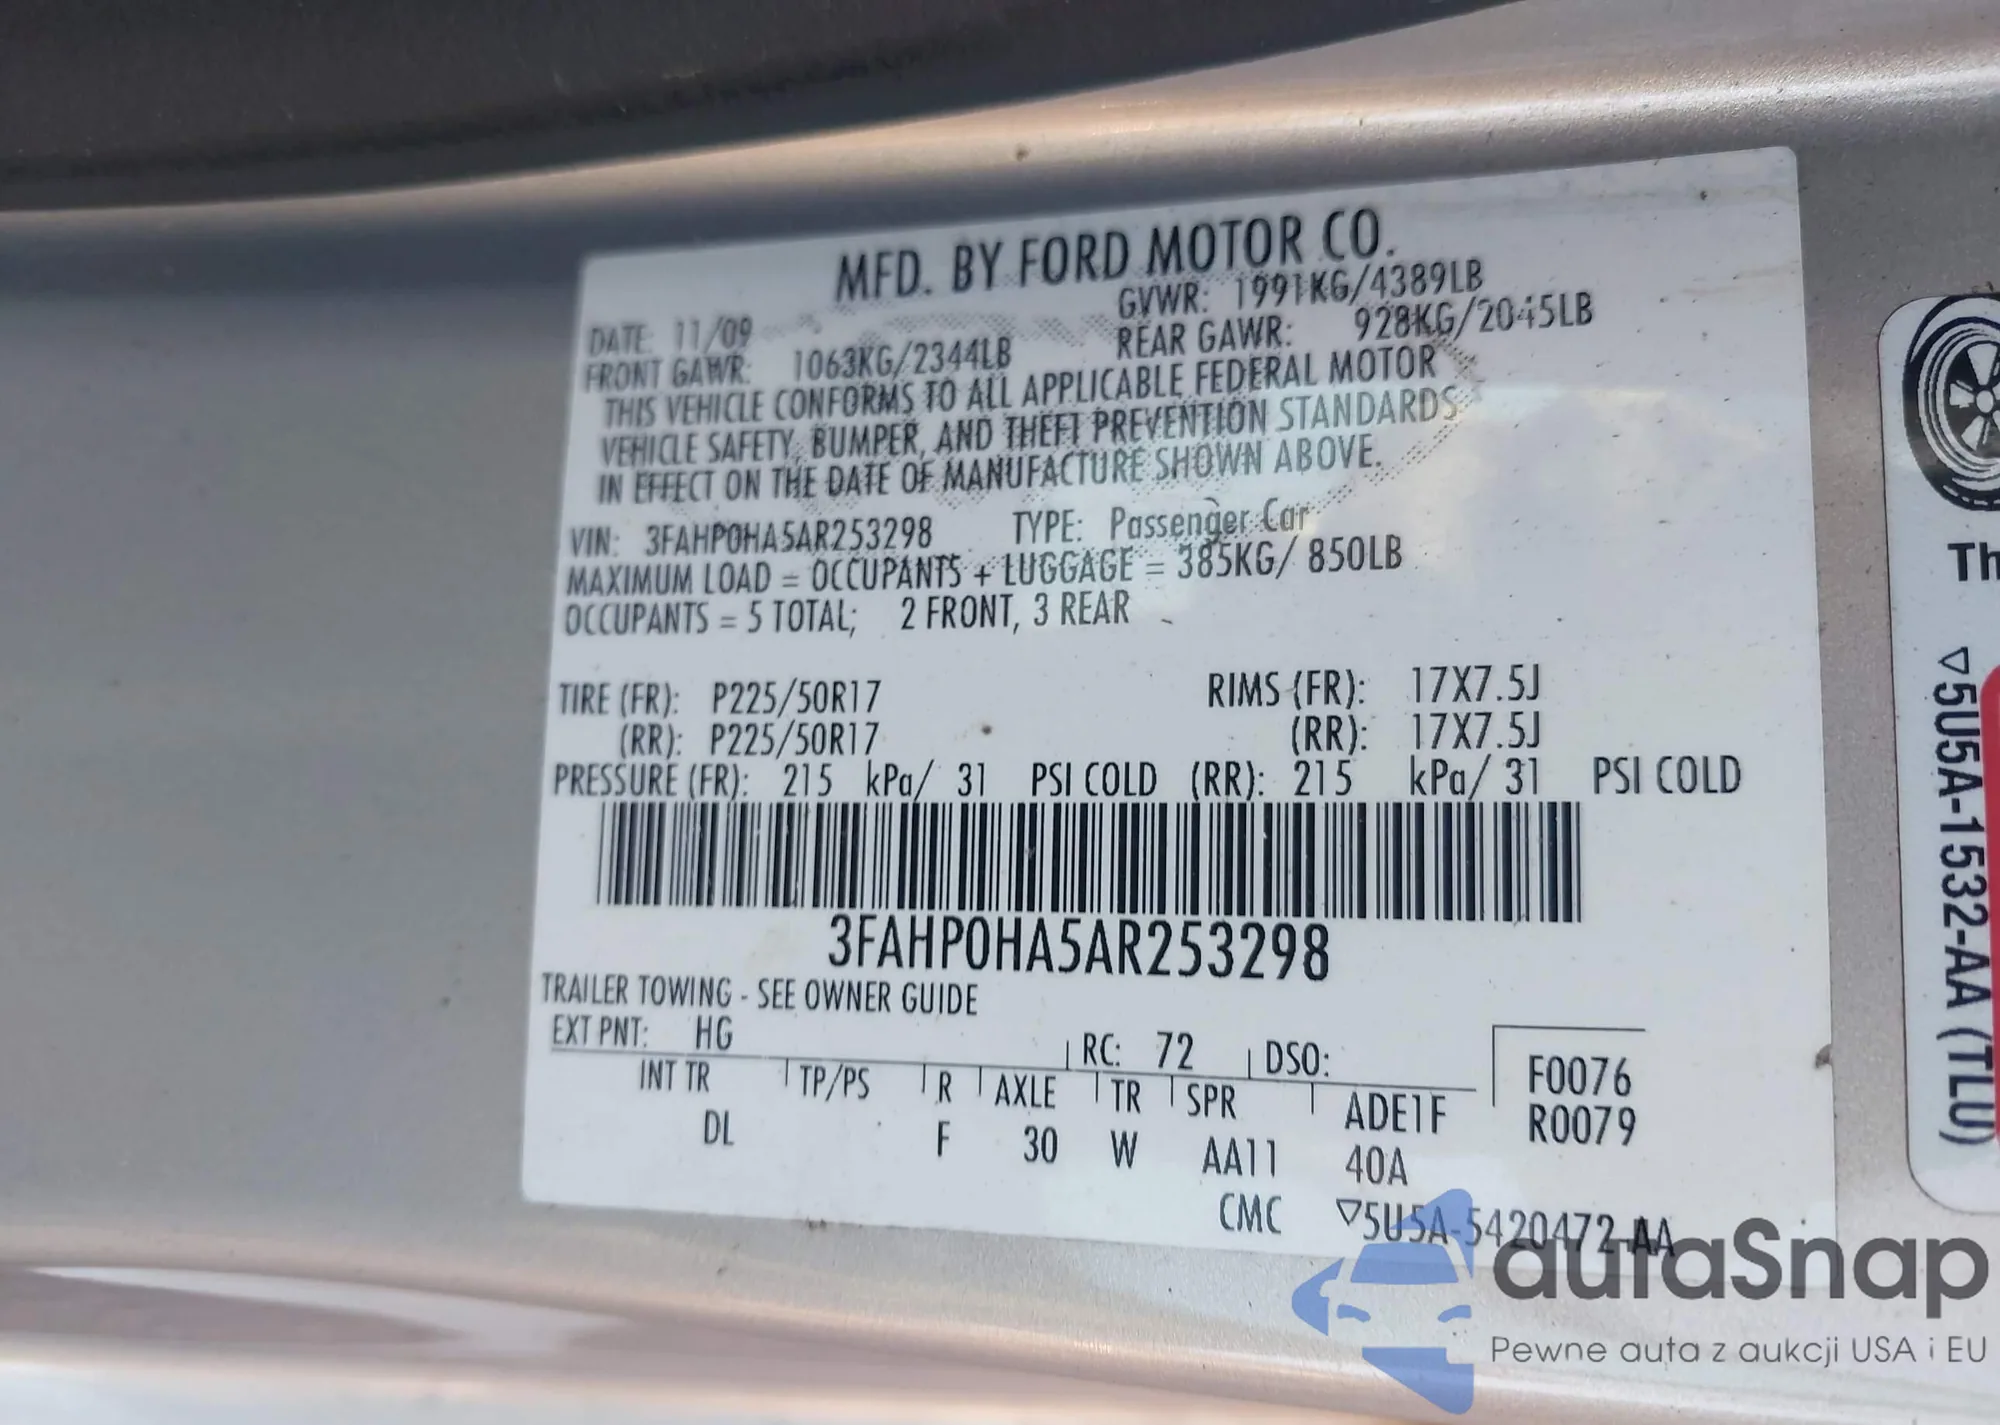 MFD. BY FORD MOTOR CO.
DATE: 11/09 GVWR: 1991KG/4389LB
FRONT GAWR: 1063KG/2344LB REAR GAWR: 928KG/2045LB
THIS VEHICLE CONFORMS TO ALL APPLICABLE FEDERAL MOTOR
VEHICLE SAFETY, BUMPER, AND THEFT PREVENTION STANDARDS
IN EFFECT ON THE DATE OF MANUFACTURE SHOWN ABOVE.
VIN: 3FAHP0HA5AR253298 TYPE: Passenger Car
MAXIMUM LOAD = OCCUPANTS + LUGGAGE = 385KG/ 850LB
OCCUPANTS = 5 TOTAL; 2 FRONT, 3 REAR
TIRE (FR): P225/50R17 RIMS (FR): 17X7.5J
(RR): P225/50R17 (RR): 17X7.5J
PRESSURE (FR): 215 kPa/ 31 PSI COLD (RR): 215 kPa/ 31 PSI COLD
3FAHP0HA5AR253298
TRAILER TOWING - SEE OWNER GUIDE
EXT PNT: HG RC: 72 DSO: F0076
INT TR TP/PS R AXLE TR SPR ADE1F R0079
DL F 30 W AA11 40A
CMC ▽5U5A-5420472-AA
Th
▽5U5A-1532-AA (TLU)
autaSnap
Pewne auta z aukcji USA i EU